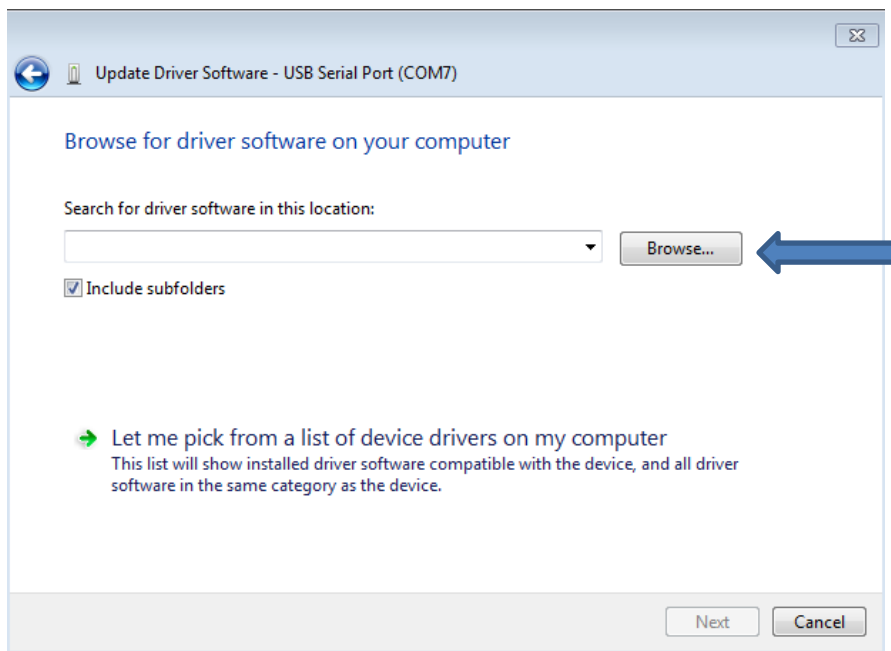 Update Driver Software - USB Serial Port (COM7)
Browse for driver software on your computer
Search for driver software in this location:
Browse...
Include subfolders
Let me pick from a list of device drivers on my computer
This list will show installed driver software compatible with the device, and all driver
software in the same category as the device.
Next
Cancel